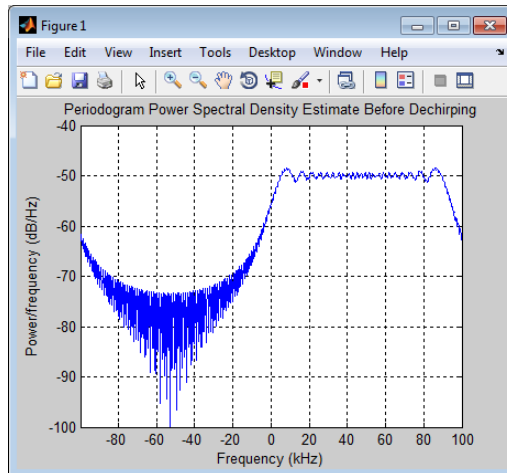 Figure 1
File Edit View Insert Tools Desktop Window Help
Periodogram Power Spectral Density Estimate Before Dechirping
-40
-50
-60
-70
-80
-90
-100
Power/frequency (dB/Hz)
-80 -60 -40 -20 0 20 40 60 80 100
Frequency (kHz)